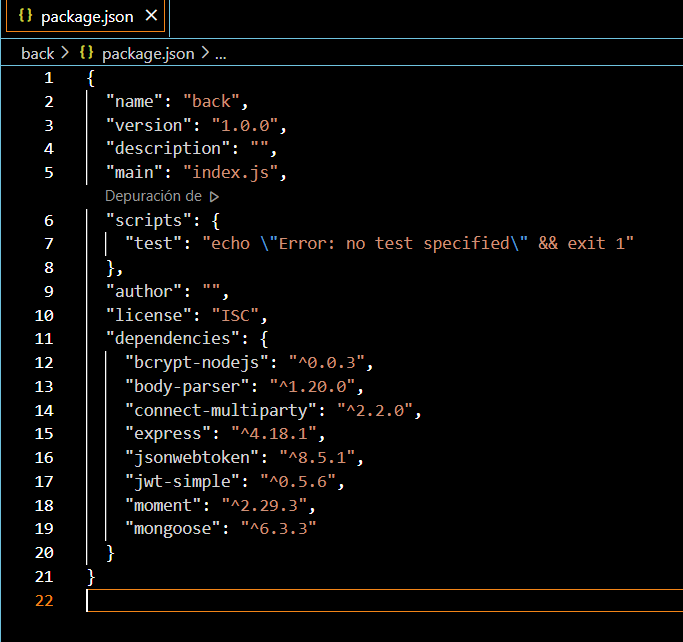 {} package.json ×
back > {} package.json > ...
1 {
2 "name": "back",
3 "version": "1.0.0",
4 "description": "",
5 "main": "index.js",
Depuración de ▷
6 "scripts": {
7 "test": "echo \"Error: no test specified\" && exit 1"
8 },
9 "author": "",
10 "license": "ISC",
11 "dependencies": {
12 "bcrypt-nodejs": "^0.0.3",
13 "body-parser": "^1.20.0",
14 "connect-multiparty": "^2.2.0",
15 "express": "^4.18.1",
16 "jsonwebtoken": "^8.5.1",
17 "jwt-simple": "^0.5.6",
18 "moment": "^2.29.3",
19 "mongoose": "^6.3.3"
20 }
21 }
22